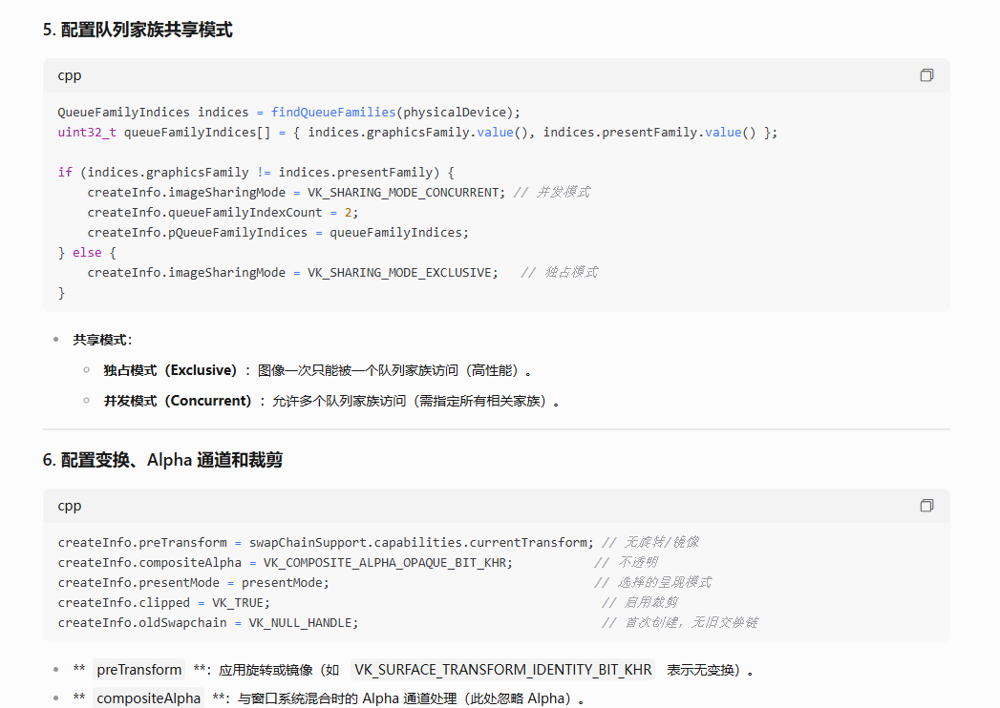 5. 配置队列家族共享模式
cpp
QueueFamilyIndices indices = findQueueFamilies(physicalDevice);
uint32_t queueFamilyIndices[] = { indices.graphicsFamily.value(), indices.presentFamily.value() };
if (indices.graphicsFamily != indices.presentFamily) {
    createInfo.imageSharingMode = VK_SHARING_MODE_CONCURRENT; // 并发模式
    createInfo.queueFamilyIndexCount = 2;
    createInfo.pQueueFamilyIndices = queueFamilyIndices;
} else {
    createInfo.imageSharingMode = VK_SHARING_MODE_EXCLUSIVE;   // 独占模式
}
共享模式：
独占模式（Exclusive）：图像一次只能被一个队列家族访问（高性能）。
并发模式（Concurrent）：允许多个队列家族访问（需指定所有相关家族）。
6. 配置变换、Alpha 通道和裁剪
cpp
createInfo.preTransform = swapChainSupport.capabilities.currentTransform; // 无旋转/镜像
createInfo.compositeAlpha = VK_COMPOSITE_ALPHA_OPAQUE_BIT_KHR;           // 不透明
createInfo.presentMode = presentMode;                                    // 选择的呈现模式
createInfo.clipped = VK_TRUE;                                             // 启用裁剪
createInfo.oldSwapchain = VK_NULL_HANDLE;                                 // 首次创建，无旧交换链
** preTransform **：应用旋转或镜像（如 VK_SURFACE_TRANSFORM_IDENTITY_BIT_KHR 表示无变换）。
** compositeAlpha **：与窗口系统混合时的 Alpha 通道处理（此处忽略 Alpha）。